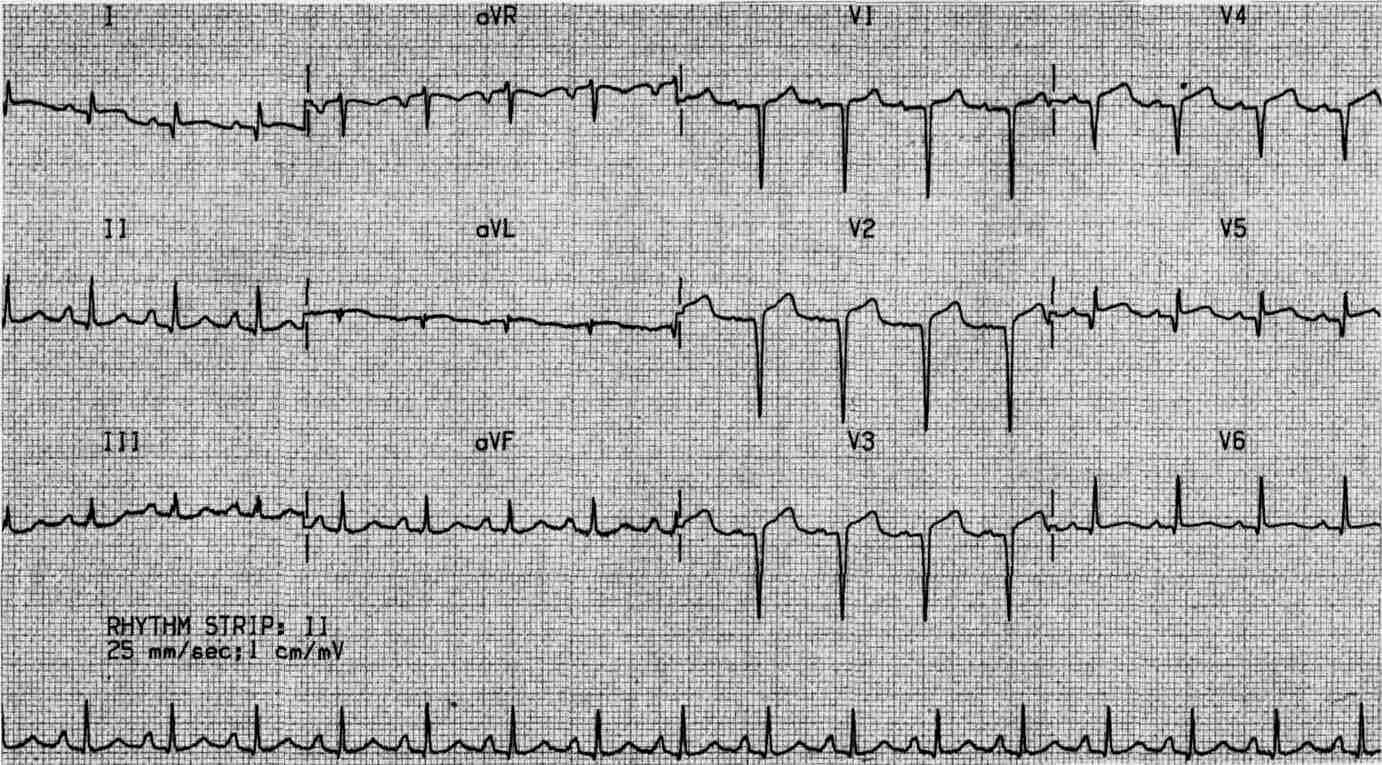 I aVR V1 V4
II aVL V2 V5
III aVF V3 V6
RHYTHM STRIP: II
25 mm/sec;1 cm/mV